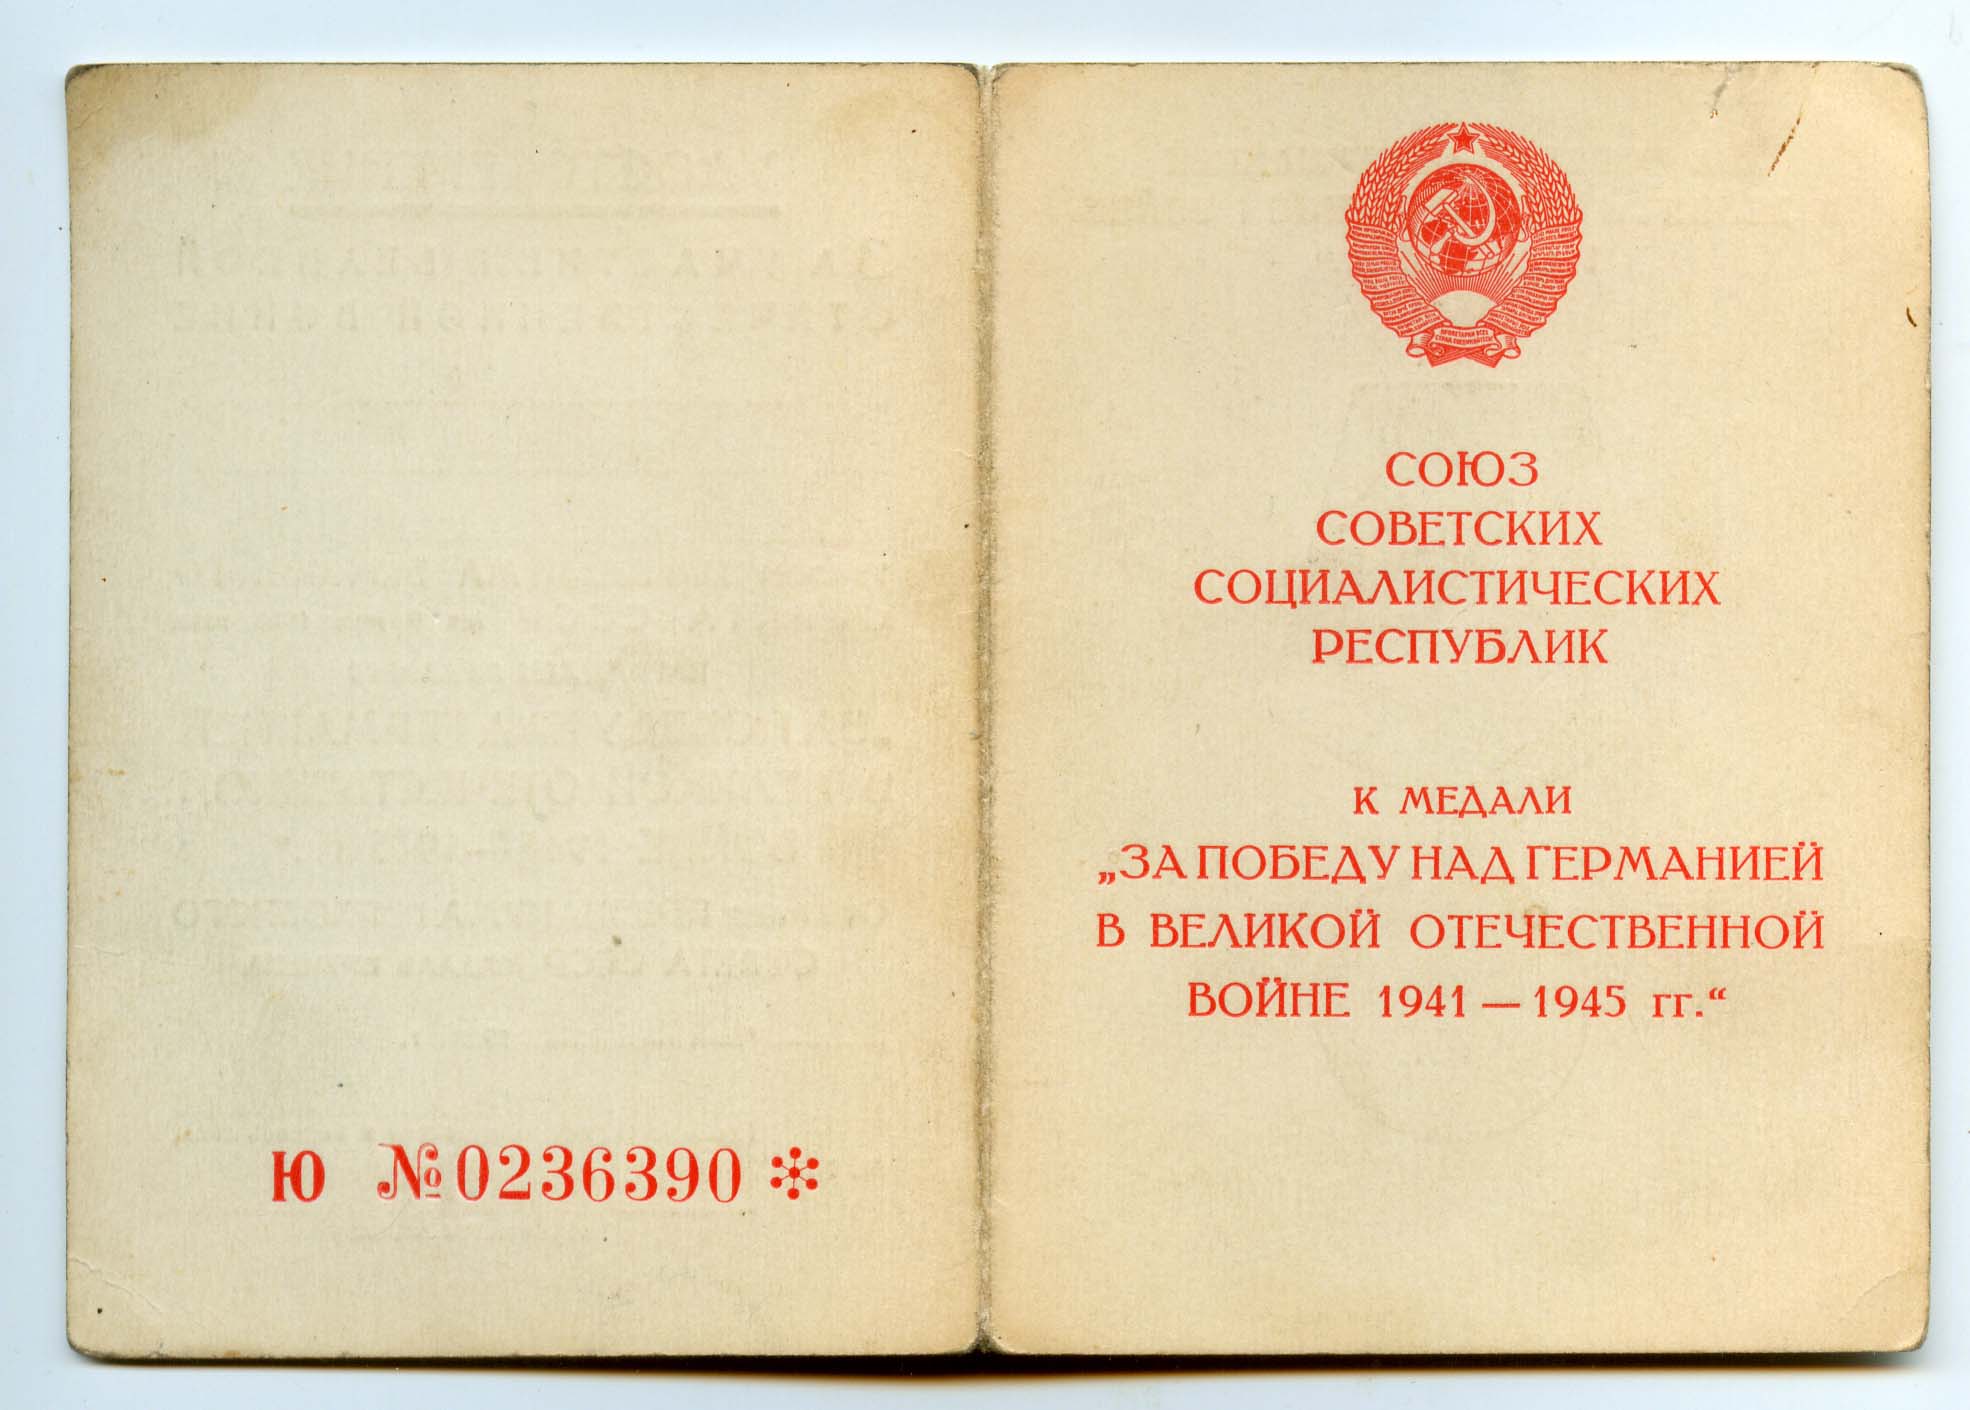 Ю №0236390
СОЮЗ
СОВЕТСКИХ
СОЦИАЛИСТИЧЕСКИХ
РЕСПУБЛИК
К МЕДАЛИ
„ЗА ПОБЕДУ НАД ГЕРМАНИЕЙ
В ВЕЛИКОЙ ОТЕЧЕСТВЕННОЙ
ВОЙНЕ 1941 — 1945 гг.“